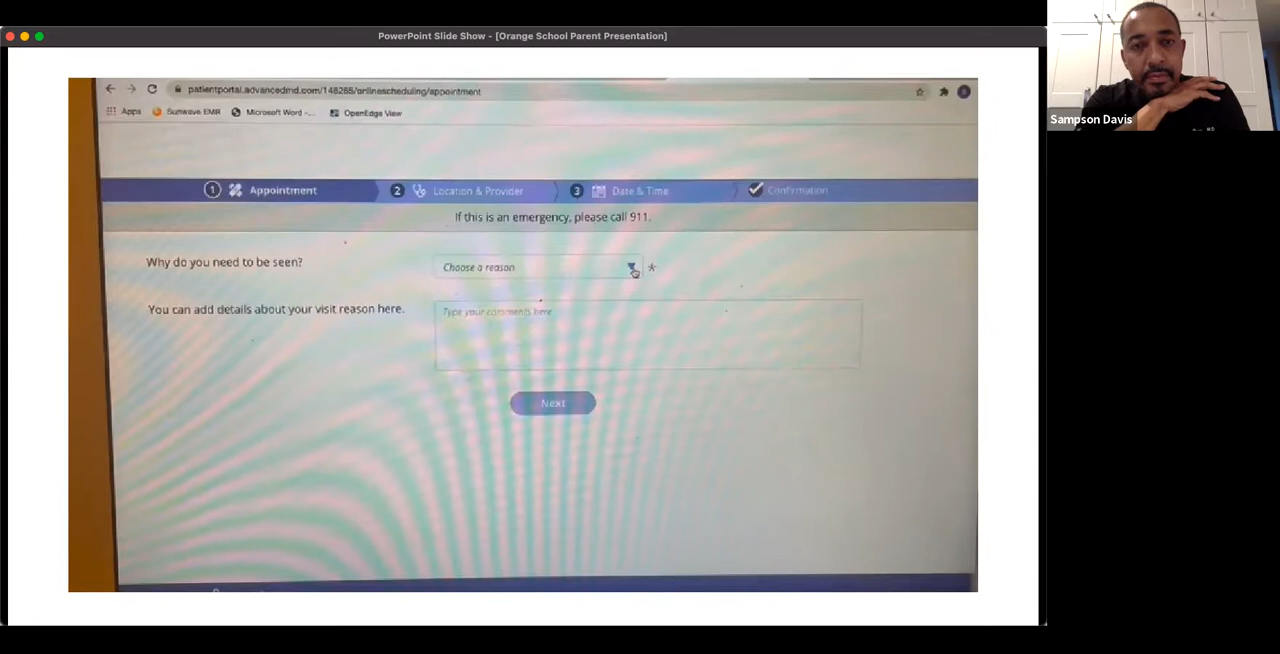 PowerPoint Slide Show - [Orange School Parent Presentation]
patientportal.advancedmd.com/148265/onlinescheduling/appointment
Apps Sunwave EMR Microsoft Word -... OpenEdge View
1 Appointment 2 Location & Provider 3 Date & Time Confirmation
If this is an emergency, please call 911.
Why do you need to be seen? Choose a reason *
You can add details about your visit reason here. Type your comments here
Next
Sampson Davis